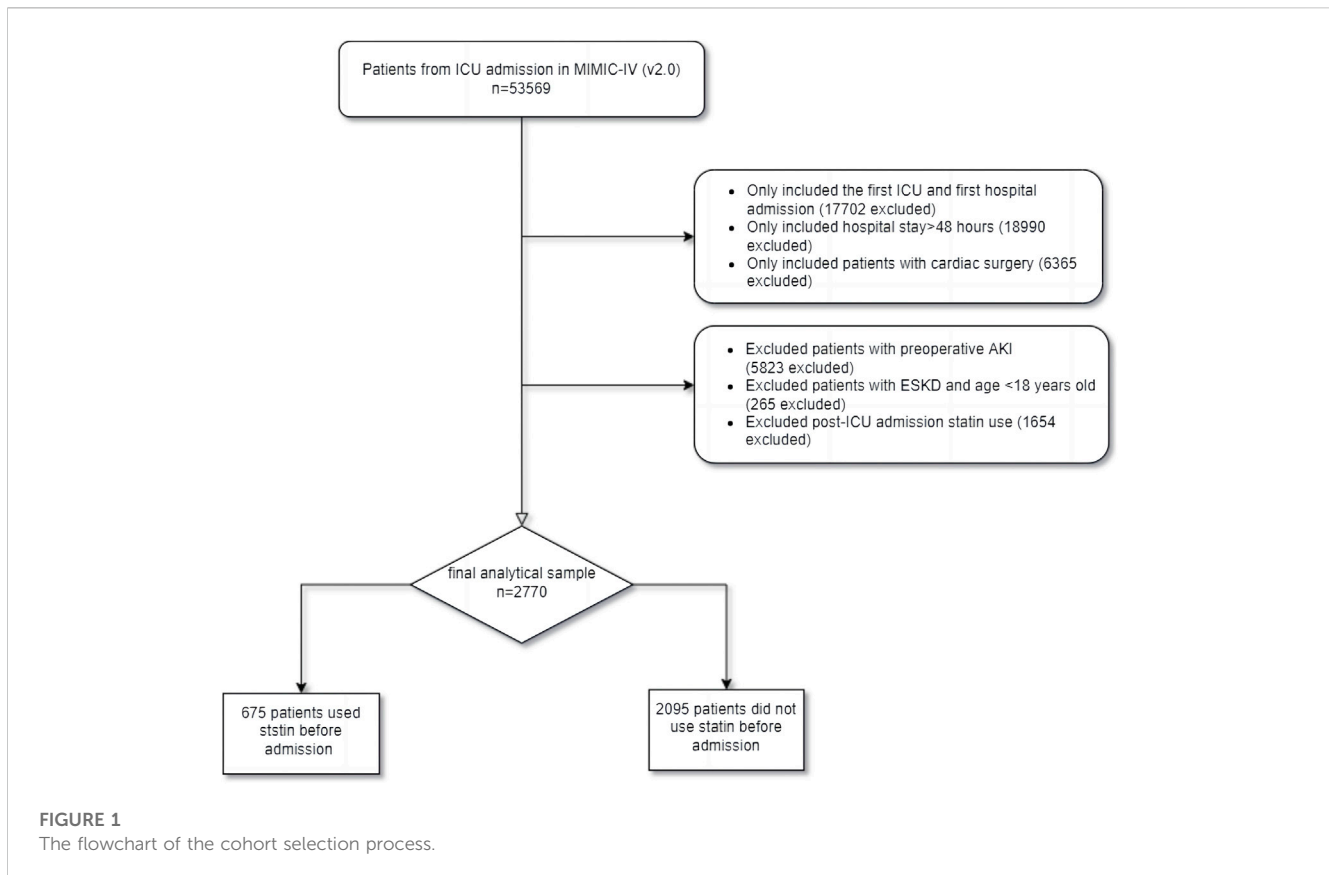 Patients from ICU admission in MIMIC-IV (v2.0)
n=53569
• Only included the first ICU and first hospital
admission (17702 excluded)
• Only included hospital stay>48 hours (18990
excluded)
• Only included patients with cardiac surgery (6365
excluded)
• Excluded patients with preoperative AKI
(5823 excluded)
• Excluded patients with ESKD and age <18 years old
(265 excluded)
• Excluded post-ICU admission statin use (1654
excluded)
final analytical sample
n=2770
675 patients used
ststin before
admission
2095 patients did not
use statin before
admission
FIGURE 1
The flowchart of the cohort selection process.